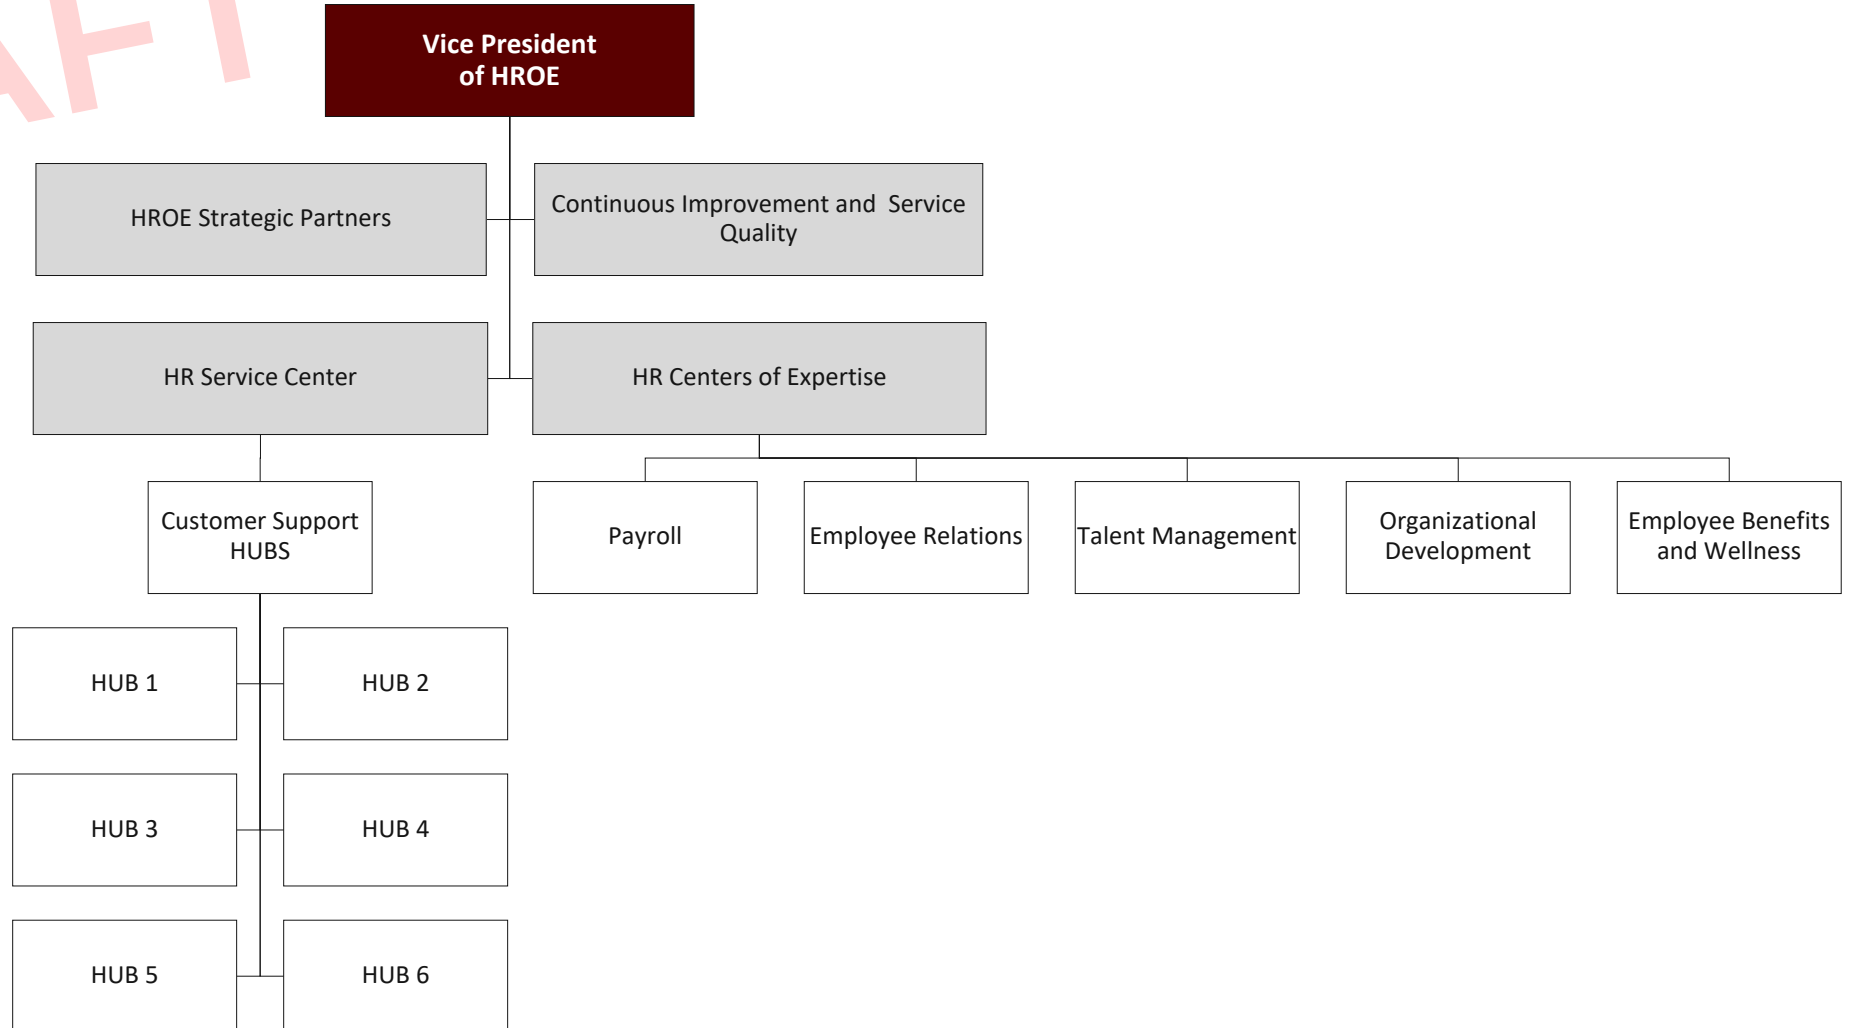 AFT
Vice President
of HROE
HROE Strategic Partners
Continuous Improvement and  Service
Quality
HR Service Center
HR Centers of Expertise
Customer Support
HUBS
Payroll
Employee Relations
Talent Management
Organizational
Development
Employee Benefits
and Wellness
HUB 1
HUB 2
HUB 3
HUB 4
HUB 5
HUB 6